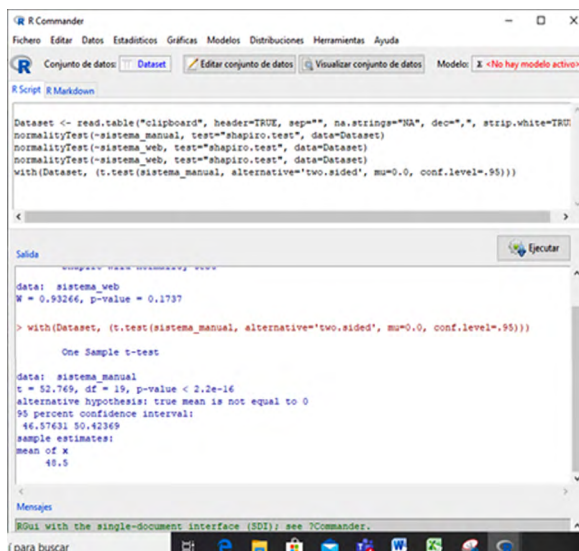 R Commander
Fichero Editar Datos Estadísticos Gráficas Modelos Distribuciones Herramientas Ayuda
Conjunto de datos: Dataset Editar conjunto de datos Visualizar conjunto de datos Modelo: Σ <No hay modelo activo>
R Script R Markdown
Dataset <- read.table("clipboard", header=TRUE, sep="", na.strings="NA", dec=",", strip.white=TRU
normalityTest(~sistema_manual, test="shapiro.test", data=Dataset)
normalityTest(~sistema_web, test="shapiro.test", data=Dataset)
normalityTest(~sistema_web, test="shapiro.test", data=Dataset)
with(Dataset, (t.test(sistema_manual, alternative='two.sided', mu=0.0, conf.level=.95)))
Salida
Ejecutar
data: sistema_web
W = 0.93266, p-value = 0.1737
> with(Dataset, (t.test(sistema_manual, alternative='two.sided', mu=0.0, conf.level=.95)))
One Sample t-test
data: sistema_manual
t = 52.769, df = 19, p-value < 2.2e-16
alternative hypothesis: true mean is not equal to 0
95 percent confidence interval:
46.57631 50.42369
sample estimates:
mean of x
48.5
Mensajes
RGui with the single-document interface (SDI); see ?Commander.
para buscar